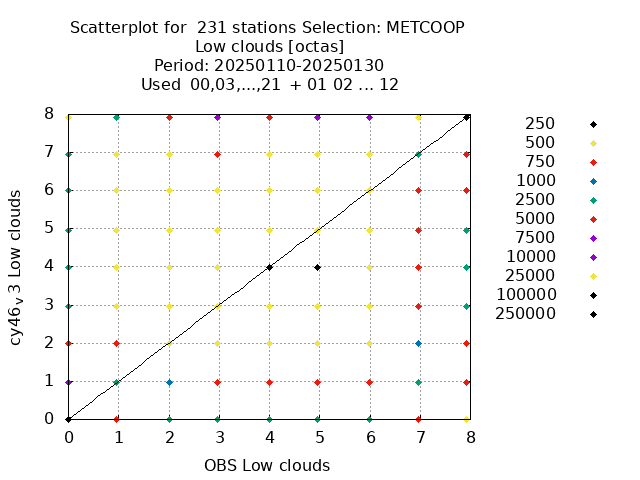 Scatterplot for  231 stations Selection: METCOOP
Low clouds [octas]
Period: 20250110-20250130
Used  00,03,...,21  + 01 02 ... 12
8
7
6
5
4
3
2
1
0
cy46v3 Low clouds
0 1 2 3 4 5 6 7 8
OBS Low clouds
250
500
750
1000
2500
5000
7500
10000
25000
100000
250000